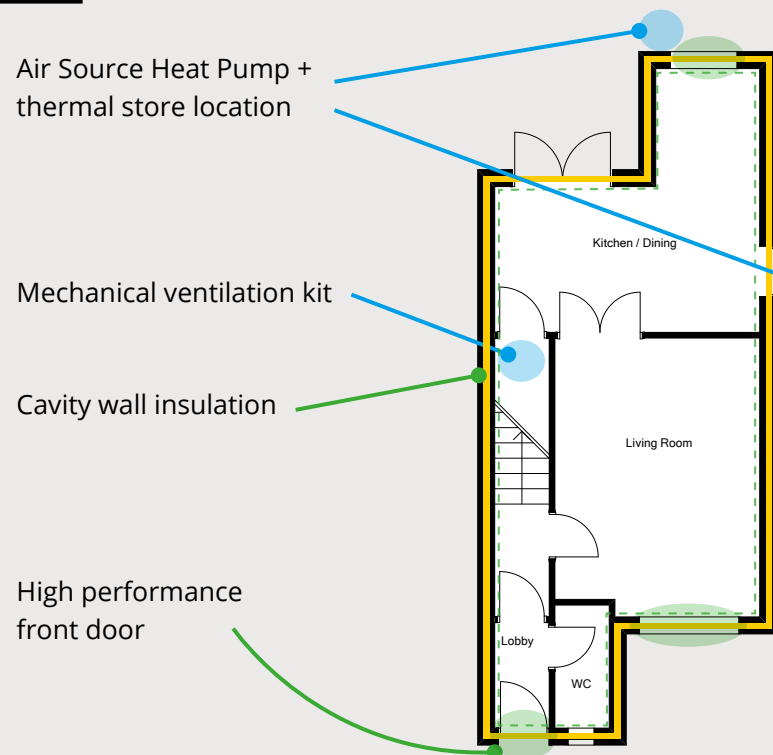 Air Source Heat Pump +
thermal store location
Kitchen / Dining
Mechanical ventilation kit
Cavity wall insulation
Living Room
High performance
front door
Lobby
WC